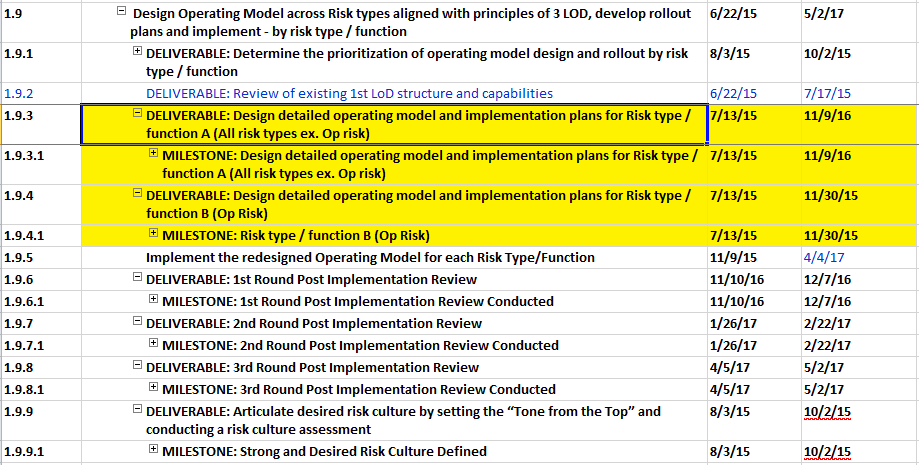 1.9 Design Operating Model across Risk types aligned with principles of 3 LOD, develop rollout 6/22/15 5/2/17
plans and implement - by risk type / function
1.9.1 DELIVERABLE: Determine the prioritization of operating model design and rollout by risk 8/3/15 10/2/15
type / function
1.9.2 DELIVERABLE: Review of existing 1st LoD structure and capabilities 6/22/15 7/17/15
1.9.3 DELIVERABLE: Design detailed operating model and implementation plans for Risk type / 7/13/15 11/9/16
function A (All risk types ex. Op risk)
1.9.3.1 MILESTONE: Design detailed operating model and implementation plans for Risk type / 7/13/15 11/9/16
function A (All risk types ex. Op risk)
1.9.4 DELIVERABLE: Design detailed operating model and implementation plans for Risk type / 7/13/15 11/30/15
function B (Op Risk)
1.9.4.1 MILESTONE: Risk type / function B (Op Risk) 7/13/15 11/30/15
1.9.5 Implement the redesigned Operating Model for each Risk Type/Function 11/9/15 4/4/17
1.9.6 DELIVERABLE: 1st Round Post Implementation Review 11/10/16 12/7/16
1.9.6.1 MILESTONE: 1st Round Post Implementation Review Conducted 11/10/16 12/7/16
1.9.7 DELIVERABLE: 2nd Round Post Implementation Review 1/26/17 2/22/17
1.9.7.1 MILESTONE: 2nd Round Post Implementation Review Conducted 1/26/17 2/22/17
1.9.8 DELIVERABLE: 3rd Round Post Implementation Review 4/5/17 5/2/17
1.9.8.1 MILESTONE: 3rd Round Post Implementation Review Conducted 4/5/17 5/2/17
1.9.9 DELIVERABLE: Articulate desired risk culture by setting the “Tone from the Top” and 8/3/15 10/2/15
conducting a risk culture assessment
1.9.9.1 MILESTONE: Strong and Desired Risk Culture Defined 8/3/15 10/2/15